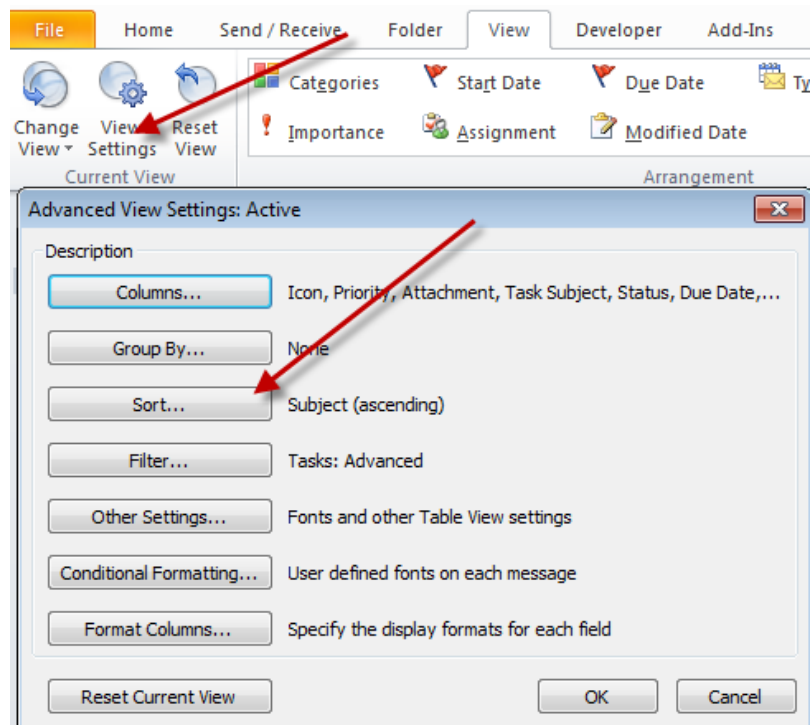 File Home Send / Receive Folder View Developer Add-Ins
Categories Start Date Due Date
Change View Reset
View Settings View
Importance Assignment Modified Date
Current View Arrangement
Advanced View Settings: Active
Description
Columns... Icon, Priority, Attachment, Task Subject, Status, Due Date,...
Group By... None
Sort... Subject (ascending)
Filter... Tasks: Advanced
Other Settings... Fonts and other Table View settings
Conditional Formatting... User defined fonts on each message
Format Columns... Specify the display formats for each field
Reset Current View OK Cancel